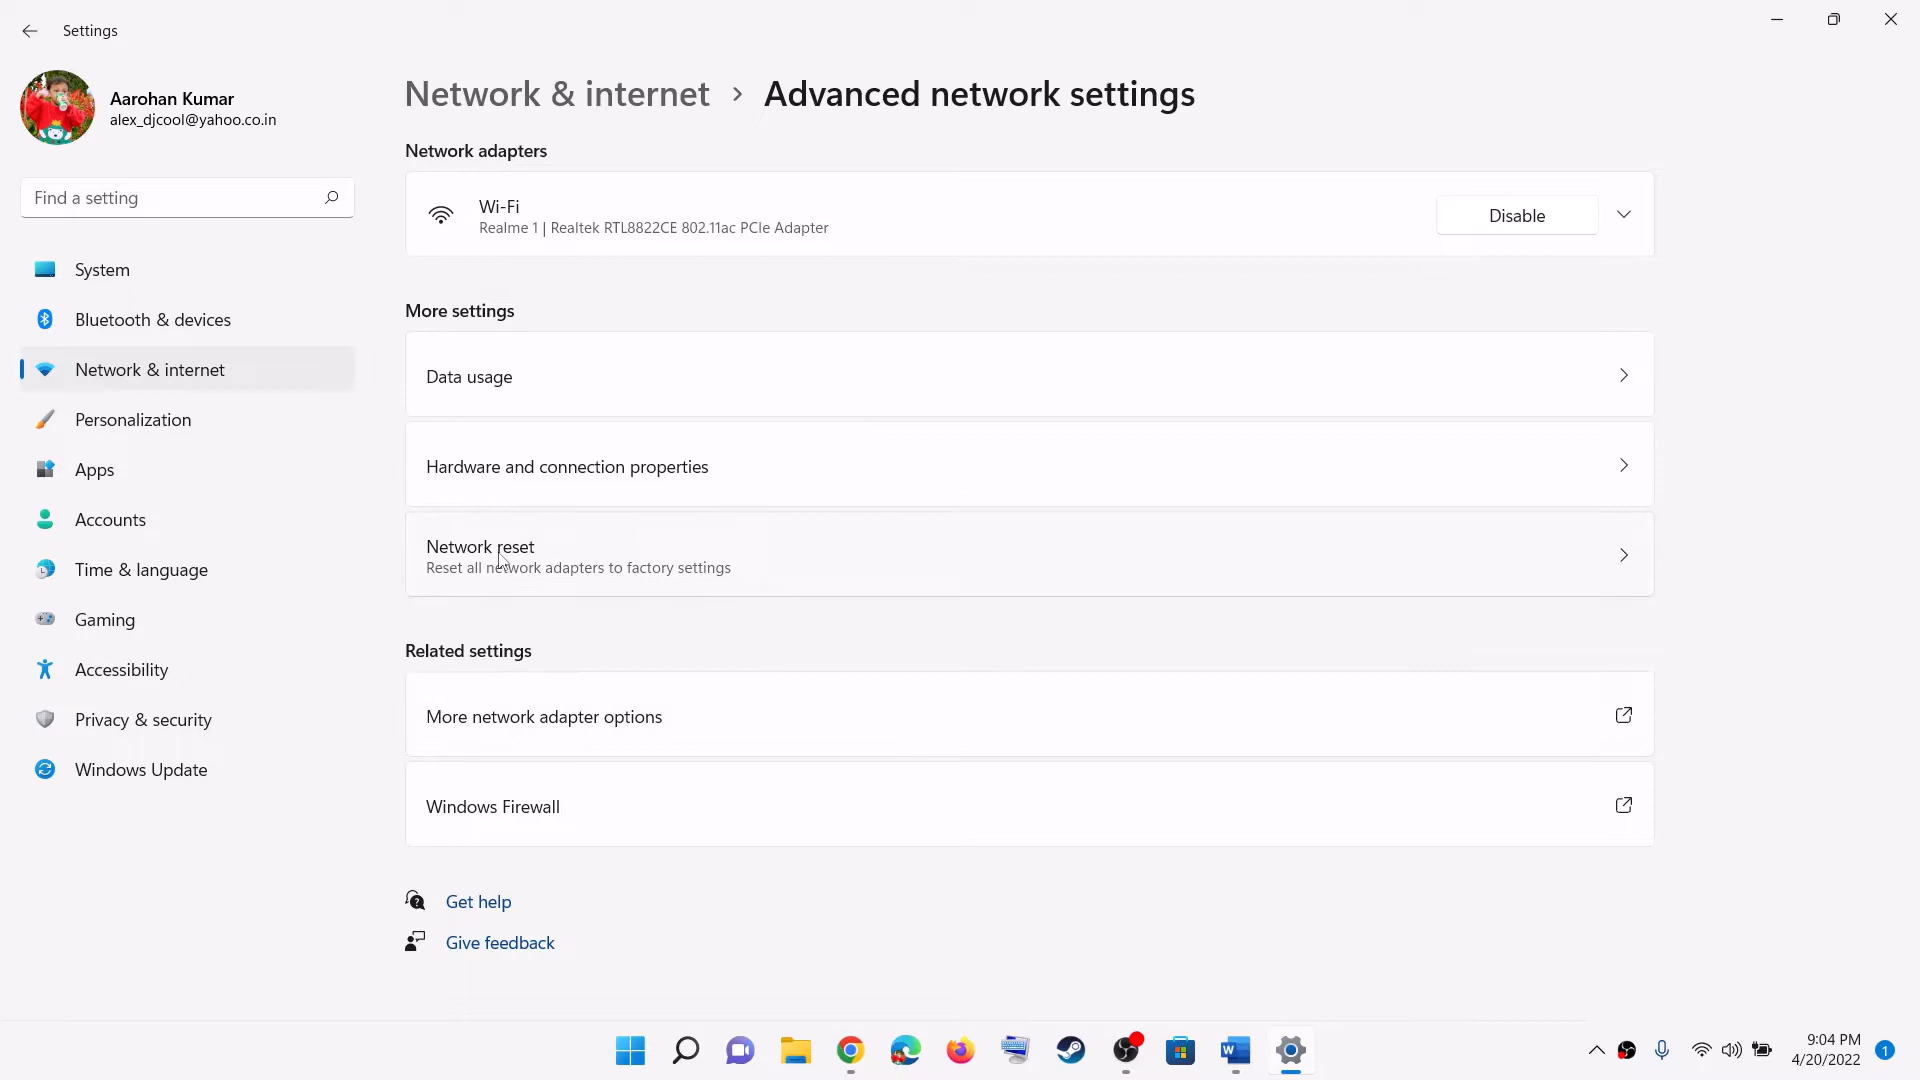 Settings
Aarohan Kumar
alex_djcool@yahoo.co.in
Find a setting
System
Bluetooth & devices
Network & internet
Personalization
Apps
Accounts
Time & language
Gaming
Accessibility
Privacy & security
Windows Update
Network & internet > Advanced network settings
Network adapters
Wi-Fi
Realme 1 | Realtek RTL8822CE 802.11ac PCIe Adapter
Disable
More settings
Data usage
Hardware and connection properties
Network reset
Reset all network adapters to factory settings
Related settings
More network adapter options
Windows Firewall
Get help
Give feedback
9:04 PM
4/20/2022
1